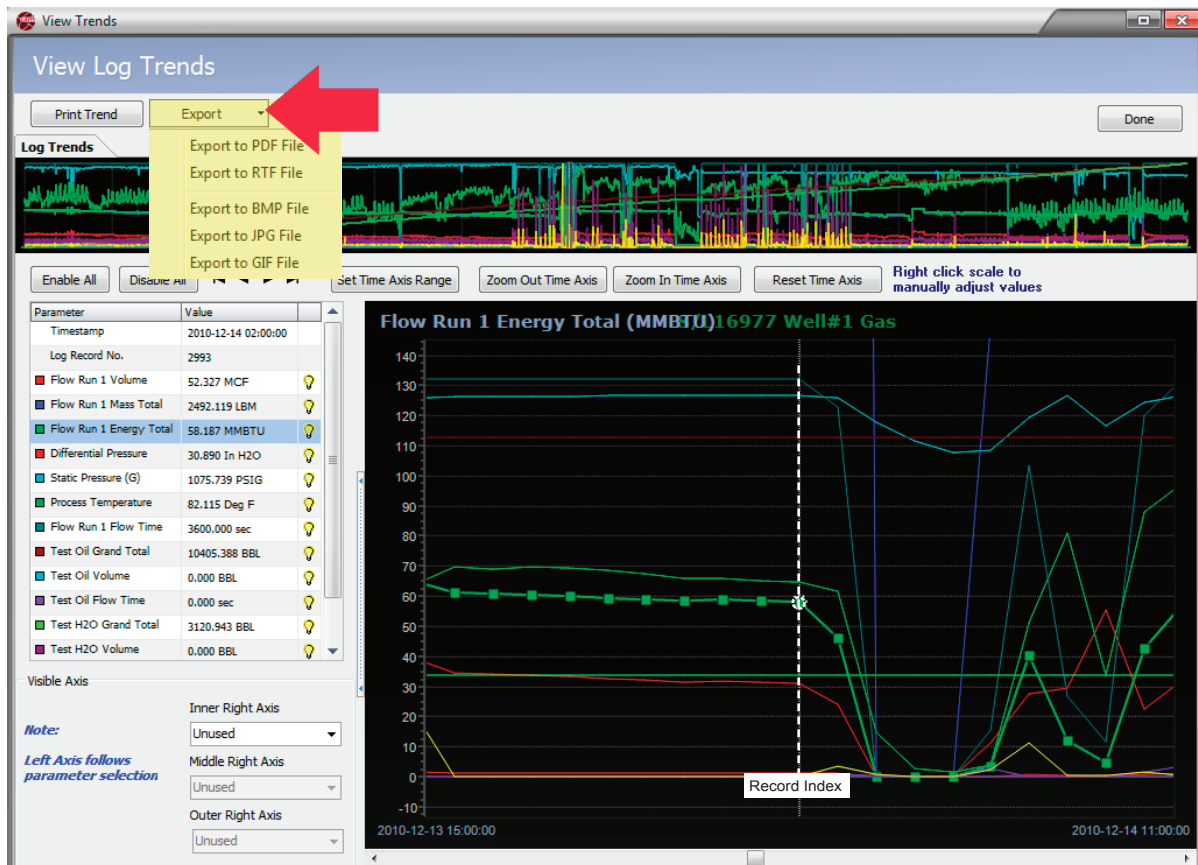 View Trends
View Log Trends
Print Trend
Export
Done
Export to PDF File
Export to RTF File
Export to BMP File
Export to JPG File
Export to GIF File
Log Trends
Enable All
Disable All
Set Time Axis Range
Zoom Out Time Axis
Zoom In Time Axis
Reset Time Axis
Right click scale to
manually adjust values
Parameter Value
Timestamp 2010-12-14 02:00:00
Log Record No. 2993
Flow Run 1 Volume 52.327 MCF
Flow Run 1 Mass Total 2492.119 LBM
Flow Run 1 Energy Total 58.187 MMBTU
Differential Pressure 30.890 In H2O
Static Pressure (G) 1075.739 PSIG
Process Temperature 82.115 Deg F
Flow Run 1 Flow Time 3600.000 sec
Test Oil Grand Total 10405.388 BBL
Test Oil Volume 0.000 BBL
Test Oil Flow Time 0.000 sec
Test H2O Grand Total 3120.943 BBL
Test H2O Volume 0.000 BBL
Visible Axis
Note:
Left Axis follows
parameter selection
Inner Right Axis
Unused
Middle Right Axis
Unused
Outer Right Axis
Unused
Flow Run 1 Energy Total (MMBTU)
16977 Well#1 Gas
140
130
120
110
100
90
80
70
60
50
40
30
20
10
0
-10
Record Index
2010-12-13 15:00:00
2010-12-14 11:00:00